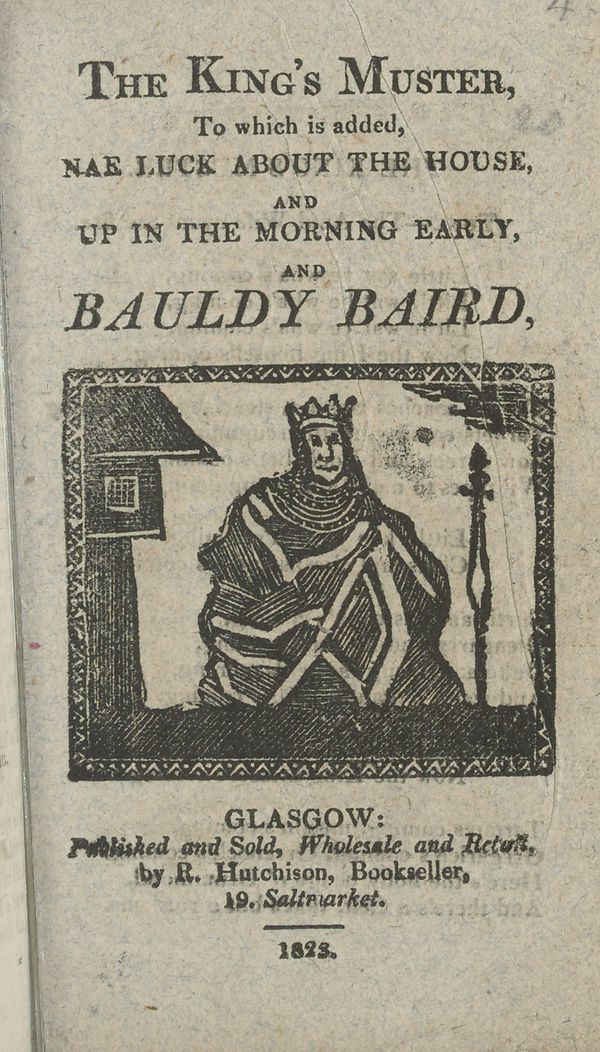 4
THE KING'S MUSTER,
To which is added,
NAE LUCK ABOUT THE HOUSE,
AND
UP IN THE MORNING EARLY,
AND
BAULDY BAIRD,
GLASGOW:
Published and Sold, Wholesale and Retail,
by R. Hutchison, Bookseller,
19. Saltmarket.
1823.